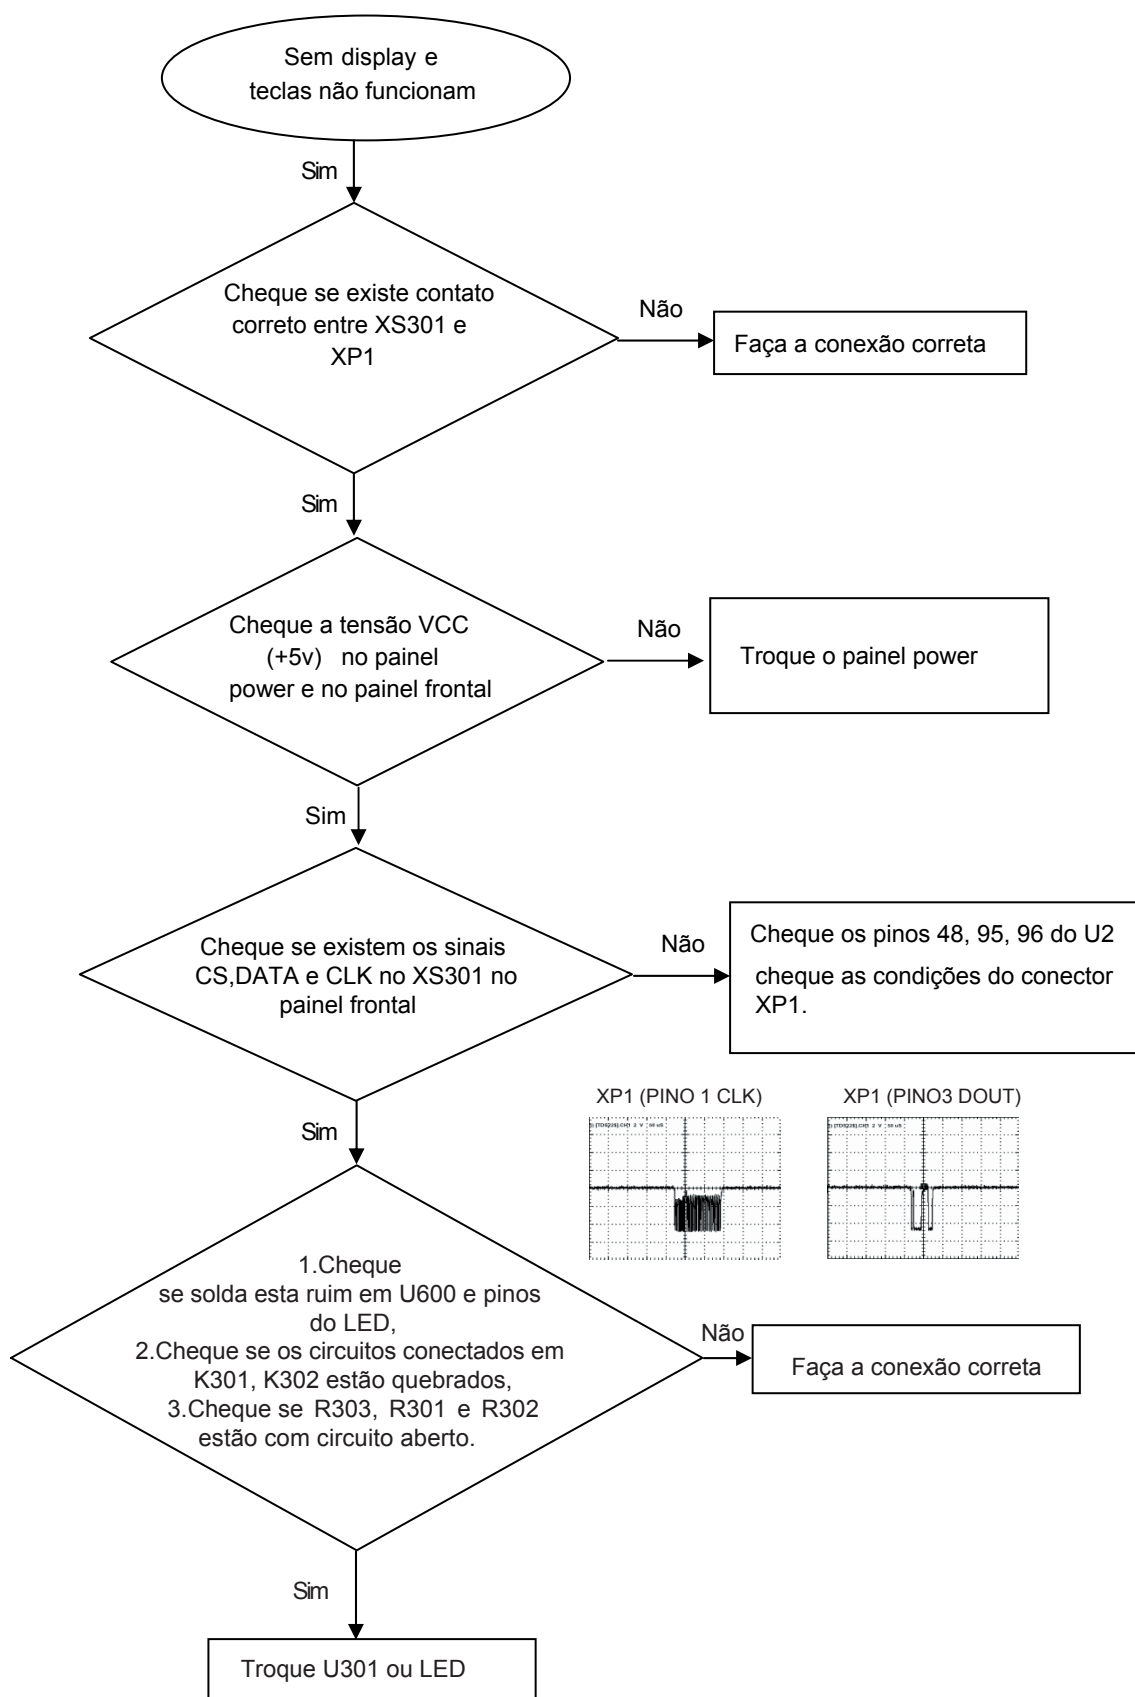 Sem display e
teclas não funcionam
Sim
Cheque se existe contato
correto entre XS301 e
XP1
Não
Faça a conexão correta
Sim
Cheque a tensão VCC
(+5v) no painel
power e no painel frontal
Não
Troque o painel power
Sim
Cheque se existem os sinais
CS,DATA e CLK no XS301 no
painel frontal
Não
Cheque os pinos 48, 95, 96 do U2
cheque as condições do conector
XP1.
XP1 (PINO 1 CLK)
XP1 (PINO3 DOUT)
Sim
1.Cheque
se solda esta ruim em U600 e pinos
do LED,
2.Cheque se os circuitos conectados em
K301, K302 estão quebrados,
3.Cheque se R303, R301 e R302
estão com circuito aberto.
Não
Faça a conexão correta
Sim
Troque U301 ou LED